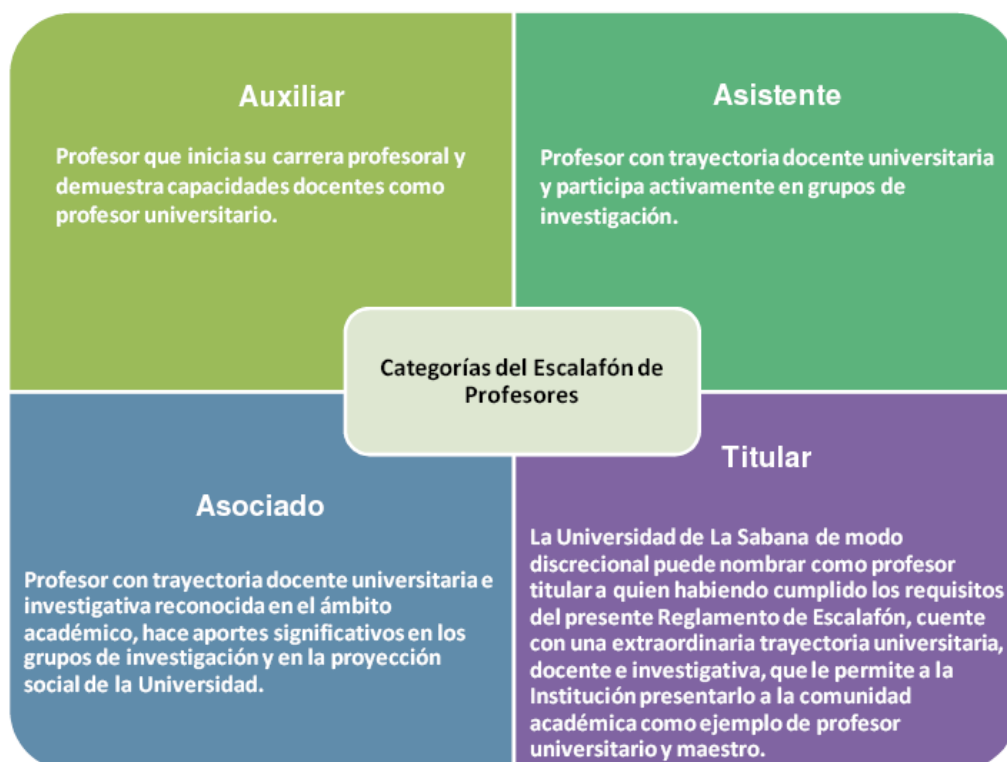 Auxiliar
Profesor que inicia su carrera profesoral y
demuestra capacidades docentes como
profesor universitario.
Asistente
Profesor con trayectoria docente universitaria
y participa activamente en grupos de
investigación.
Categorías del Escalafón de
Profesores
Asociado
Profesor con trayectoria docente universitaria e
investigativa reconocida en el ámbito
académico, hace aportes significativos en los
grupos de investigación y en la proyección
social de la Universidad.
Titular
La Universidad de La Sabana de modo
discrecional puede nombrar como profesor
titular a quien habiendo cumplido los requisitos
del presente Reglamento de Escalafón, cuente
con una extraordinaria trayectoria universitaria,
docente e investigativa, que le permite a la
Institución presentarlo a la comunidad
académica como ejemplo de profesor
universitario y maestro.